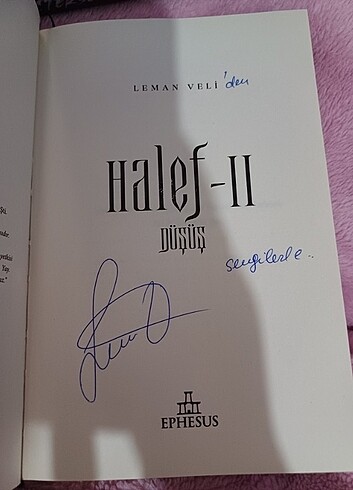 LEMAN VELİ 'den
Halef-II
DÜŞÜŞ
sevgilerle..
EPHESUS